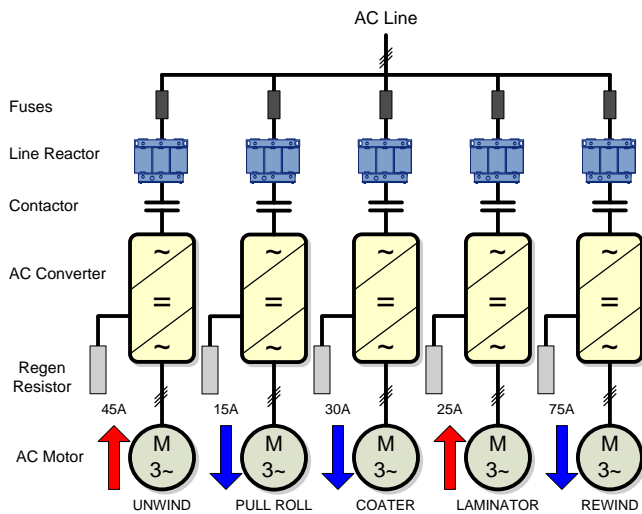 AC Line
Fuses
Line Reactor
Contactor
AC Converter
~ ~ ~ ~ ~
= = = = =
~ ~ ~ ~ ~
Regen
Resistor
45A 15A 30A 25A 75A
AC Motor
M M M M M
3~ 3~ 3~ 3~ 3~
UNWIND PULL ROLL COATER LAMINATOR REWIND